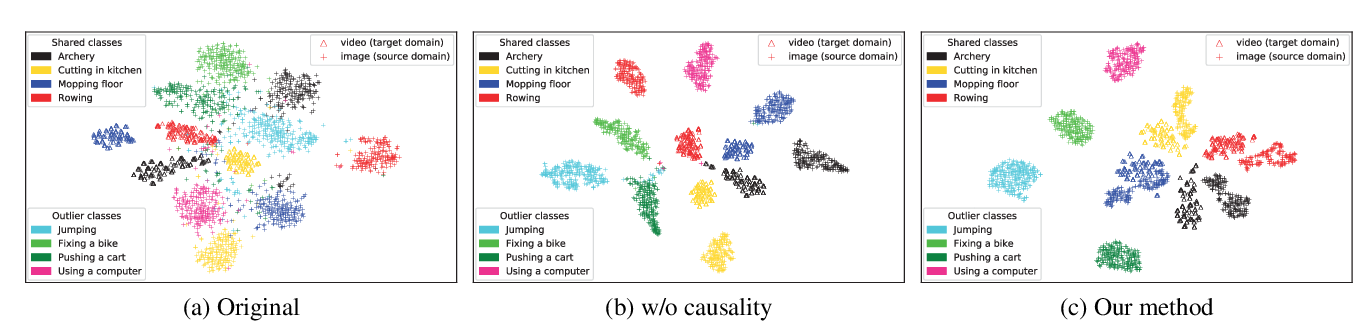 Shared classes
Archery
Cutting in kitchen
Mopping floor
Rowing
video (target domain)
image (source domain)
Outlier classes
Jumping
Fixing a bike
Pushing a cart
Using a computer
(a) Original
Shared classes
Archery
Cutting in kitchen
Mopping floor
Rowing
video (target domain)
image (source domain)
Outlier classes
Jumping
Fixing a bike
Pushing a cart
Using a computer
(b) w/o causality
Shared classes
Archery
Cutting in kitchen
Mopping floor
Rowing
video (target domain)
image (source domain)
Outlier classes
Jumping
Fixing a bike
Pushing a cart
Using a computer
(c) Our method